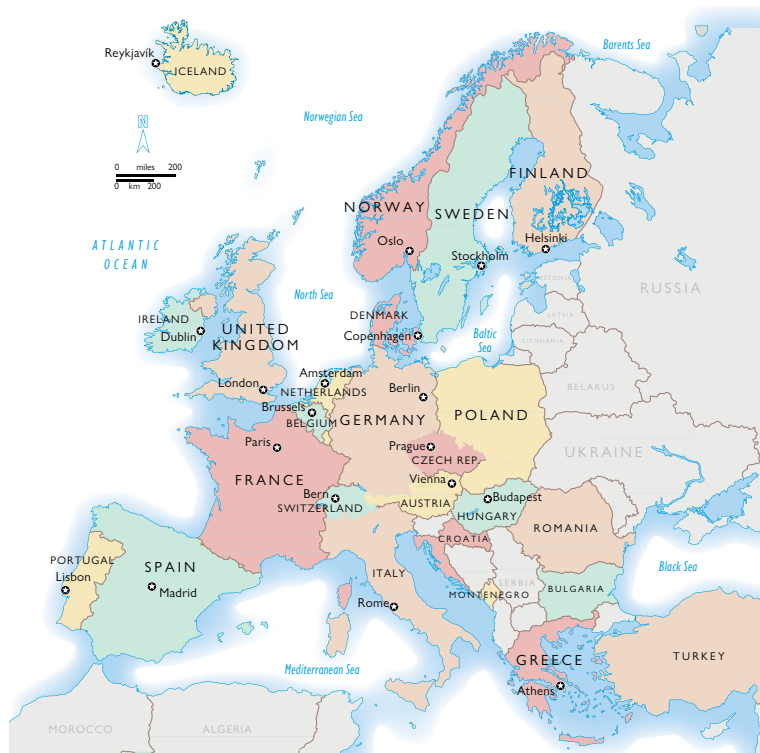 Barents Sea
Reykjavík
ICELAND
N
Norwegian Sea
0 miles 200
0 km 200
FINLAND
NORWAY
SWEDEN
Oslo
Helsinki
ATLANTIC
OCEAN
Stockholm
ESTONIA
RUSSIA
North Sea
LATVIA
DENMARK
IRELAND
UNITED
KINGDOM
Dublin
Copenhagen
Baltic
Sea
LITHUANIA
Amsterdam
NETHERLANDS
London
Berlin
BELARUS
Brussels
BELGIUM
GERMANY
POLAND
Paris
Prague
CZECH REP.
UKRAINE
FRANCE
Vienna
Bern
SWITZERLAND
AUSTRIA
Budapest
HUNGARY
ROMANIA
CROATIA
PORTUGAL
Lisbon
SPAIN
Madrid
ITALY
Black Sea
SERBIA
MONTENEGRO
BULGARIA
Rome
Mediterranean Sea
GREECE
TURKEY
Athens
MOROCCO
ALGERIA